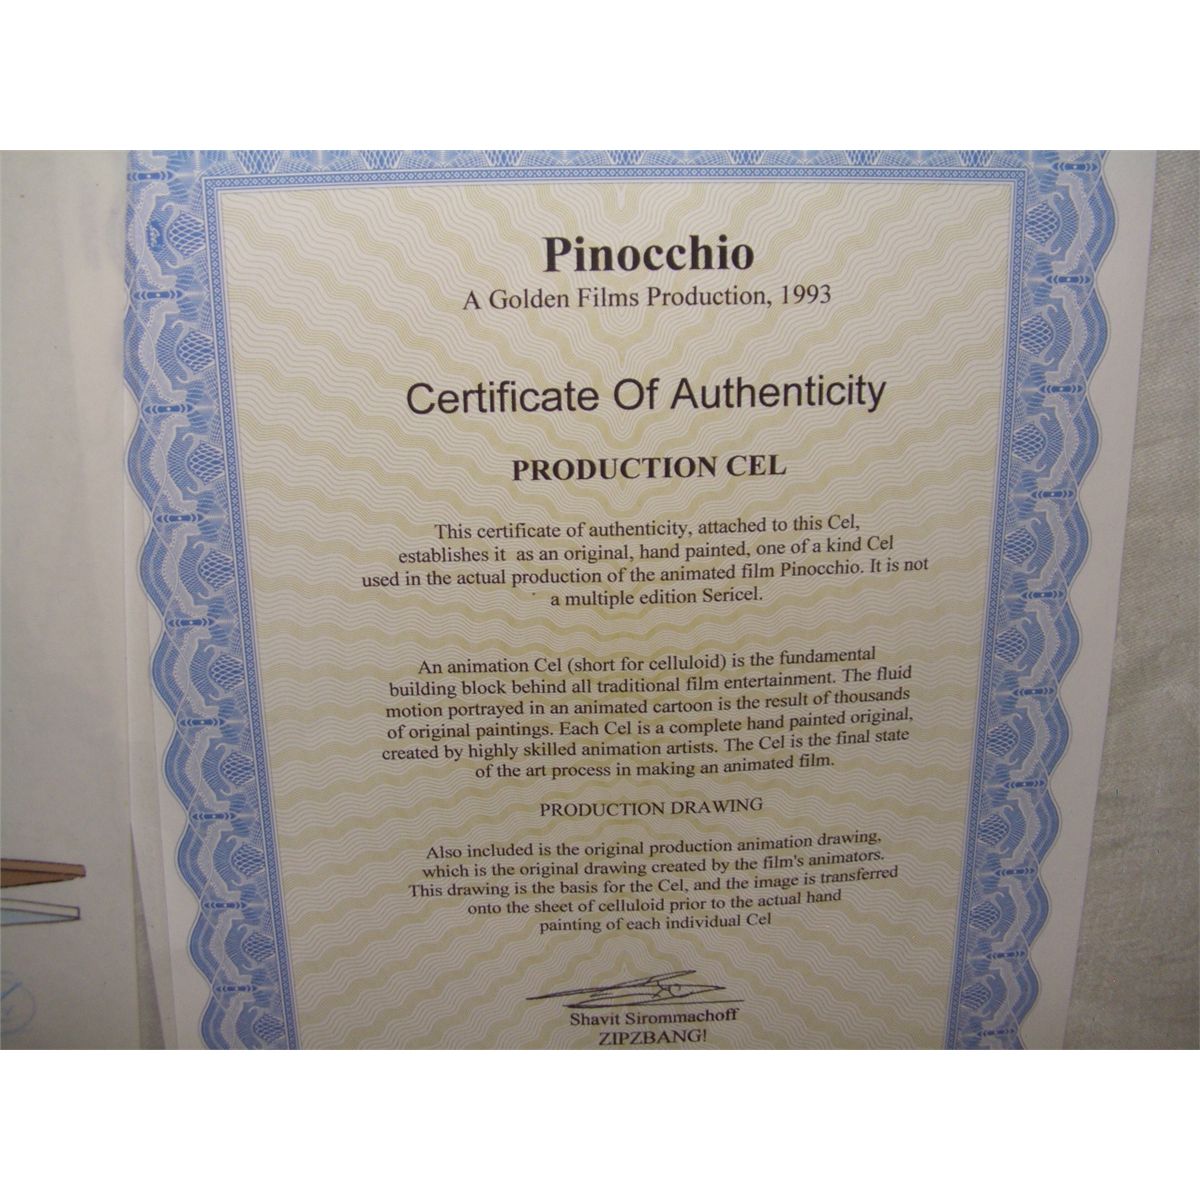 Pinocchio
A Golden Films Production, 1993
Certificate Of Authenticity
PRODUCTION CEL
This certificate of authenticity, attached to this Cel,
establishes it as an original, hand painted, one of a kind Cel
used in the actual production of the animated film Pinocchio. It is not
a multiple edition Sericel.
An animation Cel (short for celluloid) is the fundamental
building block behind all traditional film entertainment. The fluid
motion portrayed in an animated cartoon is the result of thousands
of original paintings. Each Cel is a complete hand painted original,
created by highly skilled animation artists. The Cel is the final state
of the art process in making an animated film.
PRODUCTION DRAWING
Also included is the original production animation drawing,
which is the original drawing created by the film's animators.
This drawing is the basis for the Cel, and the image is transferred
onto the sheet of celluloid prior to the actual hand
painting of each individual Cel
Shavit Sirommachoff
ZIPZBANG!